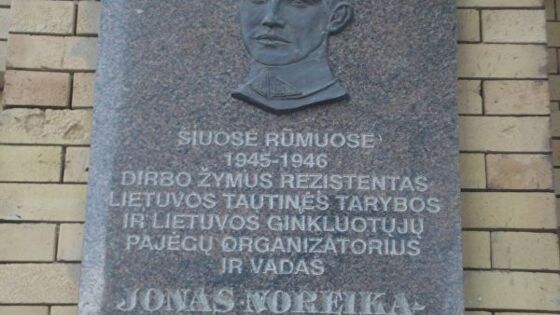 ŠIUOSE RŪMUOSE
1945-1946
DIRBO ŽYMUS REZISTENTAS
LIETUVOS TAUTINĖS TARYBOS
IR LIETUVOS GINKLUOTŲJŲ
PAJĖGŲ ORGANIZATORIUS
IR VADAS
JONAS NOREIKA-